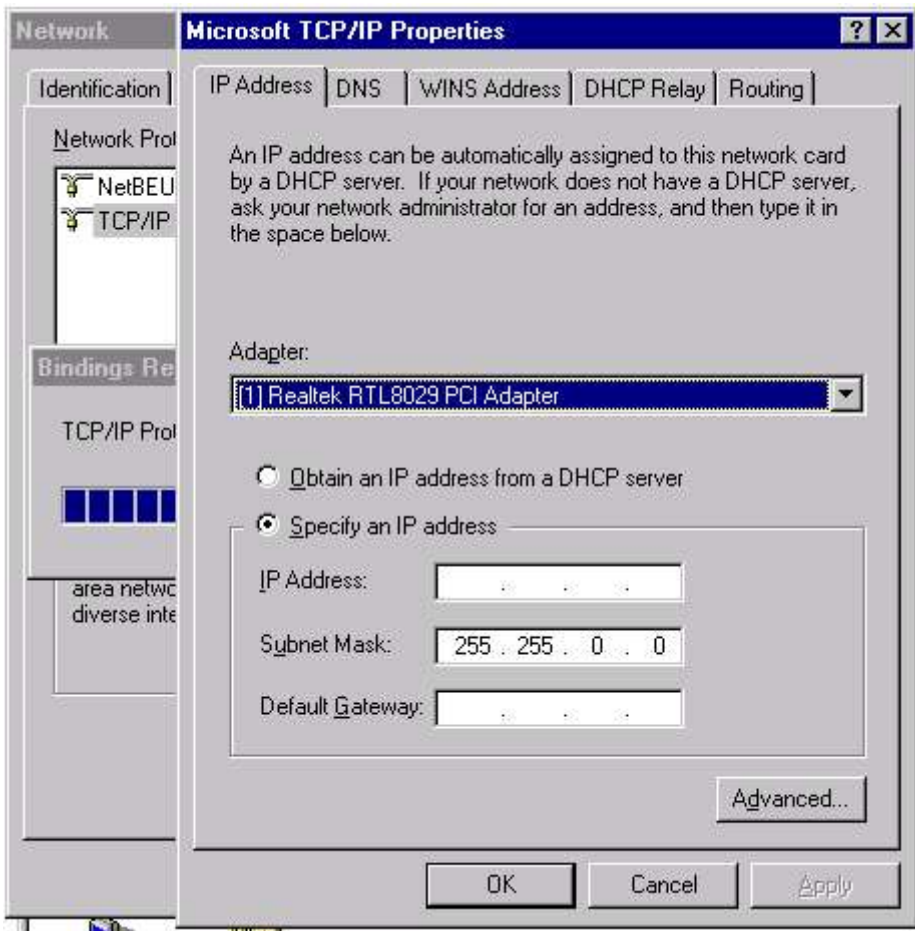 Network
Microsoft TCP/IP Properties
Identification
IP Address
DNS
WINS Address
DHCP Relay
Routing
Network Pro
NetBEU
TCP/IP
An IP address can be automatically assigned to this network card
by a DHCP server. If your network does not have a DHCP server,
ask your network administrator for an address, and then type it in
the space below.
Adapter:
[1] Realtek RTL8029 PCI Adapter
Bindings Re
TCP/IP Pro
Obtain an IP address from a DHCP server
Specify an IP address
IP Address: . . .
Subnet Mask: 255 . 255 . 0 . 0
Default Gateway: . . .
area netwo
diverse inte
Advanced...
OK
Cancel
Apply